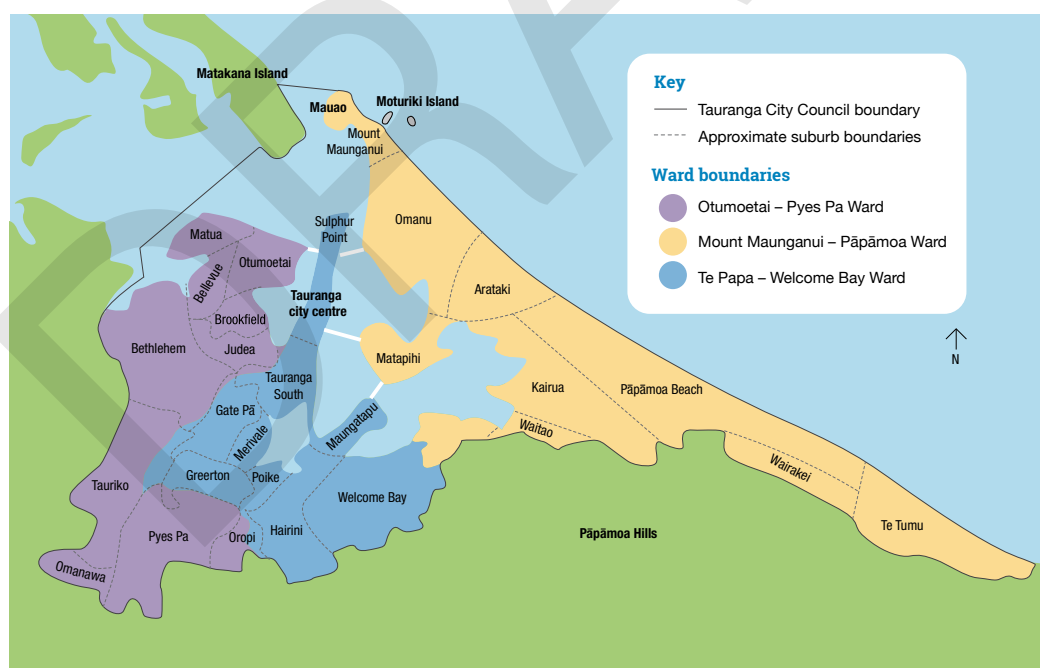 Matakana Island
Mauao
Moturiki Island
Mount
Maunganui
Key
Tauranga City Council boundary
Approximate suburb boundaries
Ward boundaries
Otumoetai – Pyes Pa Ward
Mount Maunganui – Pāpāmoa Ward
Te Papa – Welcome Bay Ward
N
Sulphur
Point
Omanu
Matua
Otumoetai
Bellevue
Arataki
Tauranga
city centre
Brookfield
Bethlehem
Judea
Matapihi
Tauranga
South
Kairua
Pāpāmoa Beach
Gate Pā
Merivale
Maungatapu
Waitao
Wairakei
Tauriko
Greerton
Poike
Welcome Bay
Te Tumu
Pyes Pa
Oropi
Hairini
Pāpāmoa Hills
Omanawa